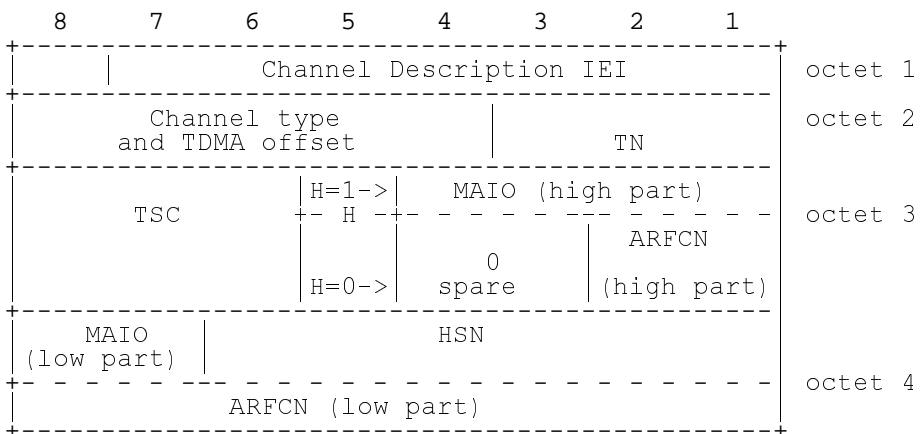 8 7 6 5 4 3 2 1
Channel Description IEI octet 1
Channel type octet 2
and TDMA offset TN
H=1-> MAIO (high part)
TSC H octet 3
ARFCN
0
H=0-> spare (high part)
MAIO HSN
(low part)
octet 4
ARFCN (low part)